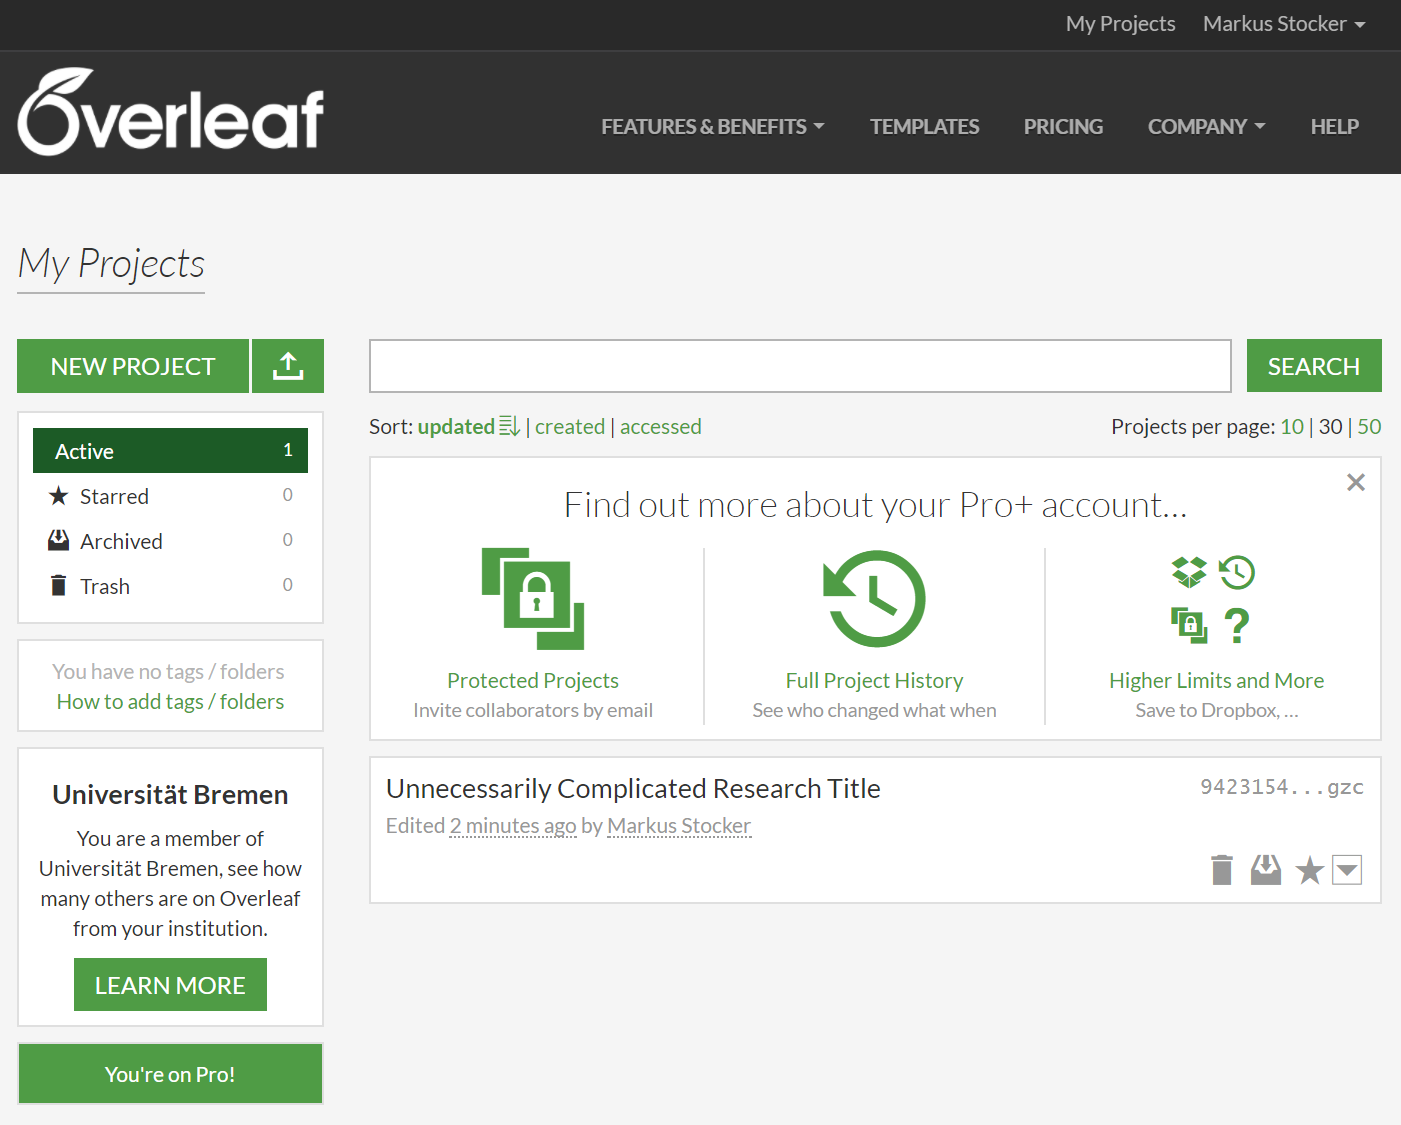 My Projects Markus Stocker
Overleaf
FEATURES & BENEFITS TEMPLATES PRICING COMPANY HELP
My Projects
NEW PROJECT
SEARCH
Sort: updated | created | accessed
Projects per page: 10 | 30 | 50
Active 1
Starred 0
Archived 0
Trash 0
You have no tags / folders
How to add tags / folders
Universität Bremen
You are a member of
Universität Bremen, see how
many others are on Overleaf
from your institution.
LEARN MORE
You're on Pro!
Find out more about your Pro+ account...
Protected Projects
Invite collaborators by email
Full Project History
See who changed what when
Higher Limits and More
Save to Dropbox, ...
Unnecessarily Complicated Research Title
9423154...gzc
Edited 2 minutes ago by Markus Stocker